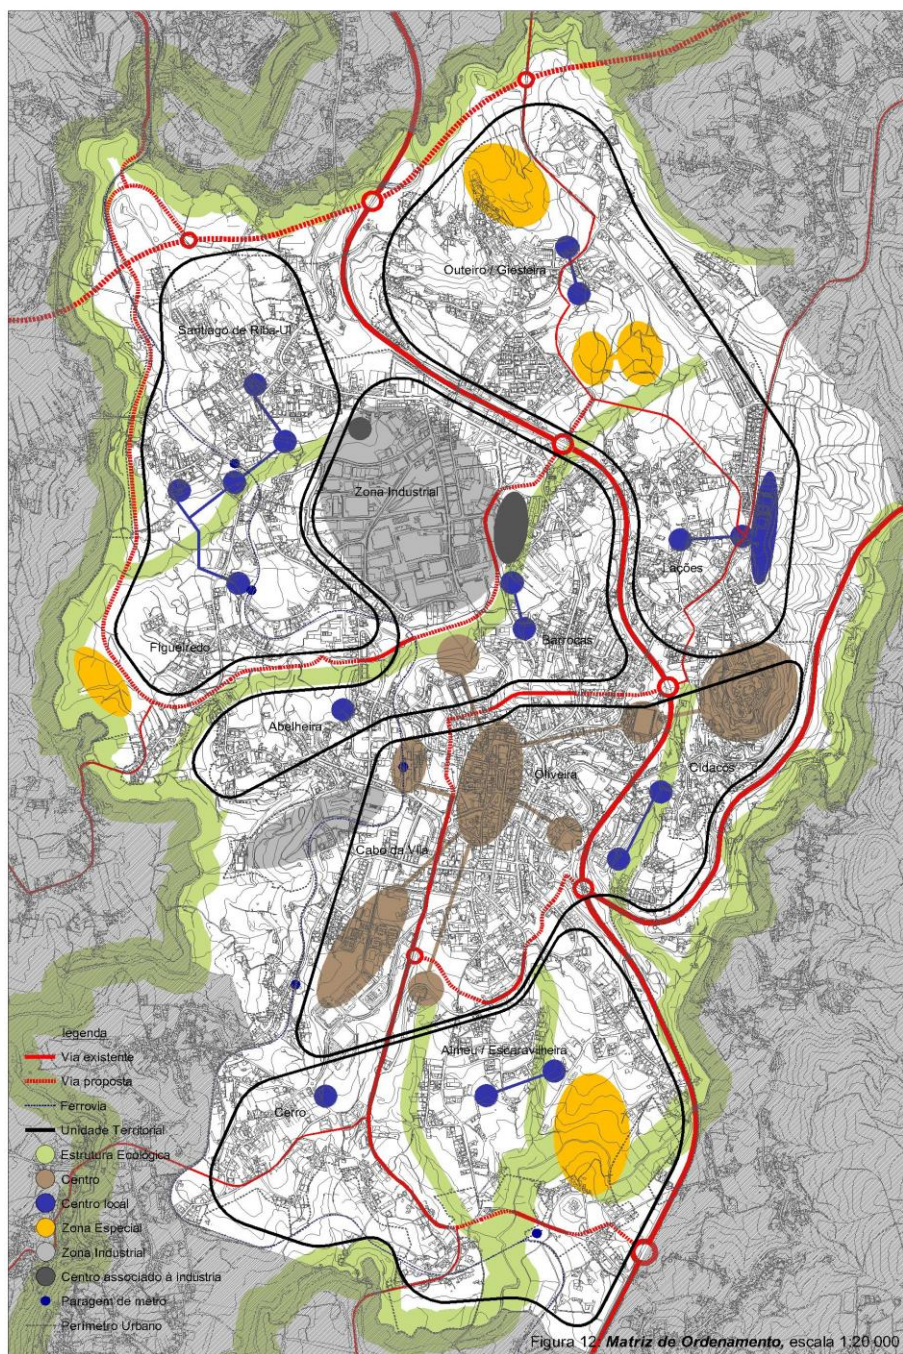 Outeiro / Giesteira
Santiago de Riba-Ul
Zona Industrial
Lações
Barrocas
Figueiredo
Abelheira
Oliveira
Cidacos
Cabo da Vila
legenda
Via existente
Via proposta
Ferrovia
Unidade Territorial
Estrutura Ecológica
Centro
Centro local
Zona Especial
Zona Industrial
Centro associado à Indústria
Paragem de metro
Perímetro Urbano
Almeu / Escaravilheira
Cerro
Figura 12: Matriz de Ordenamento, escala 1:20 000